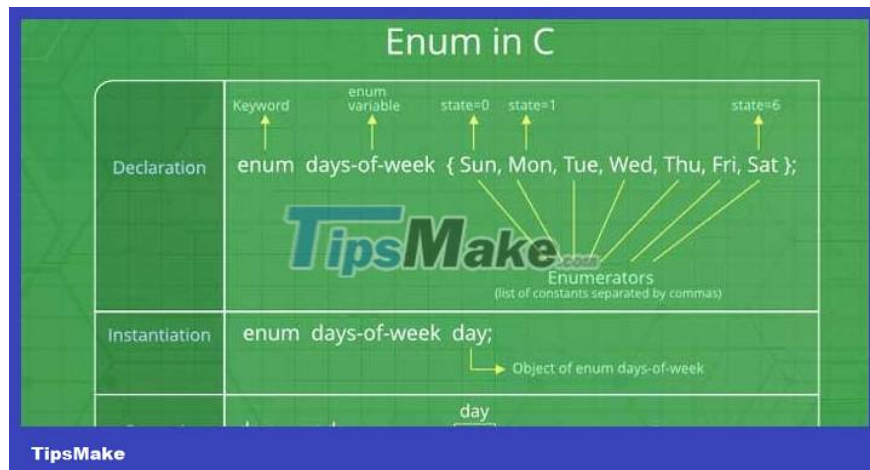 Enum in C
Keyword
enum
variable
state=0
state=1
state=6
Declaration
enum days-of-week { Sun, Mon, Tue, Wed, Thu, Fri, Sat };
TipsMake
.com
Enumerators
(list of constants separated by commas)
Instantiation
enum days-of-week day;
Object of enum days-of-week
day
TipsMake